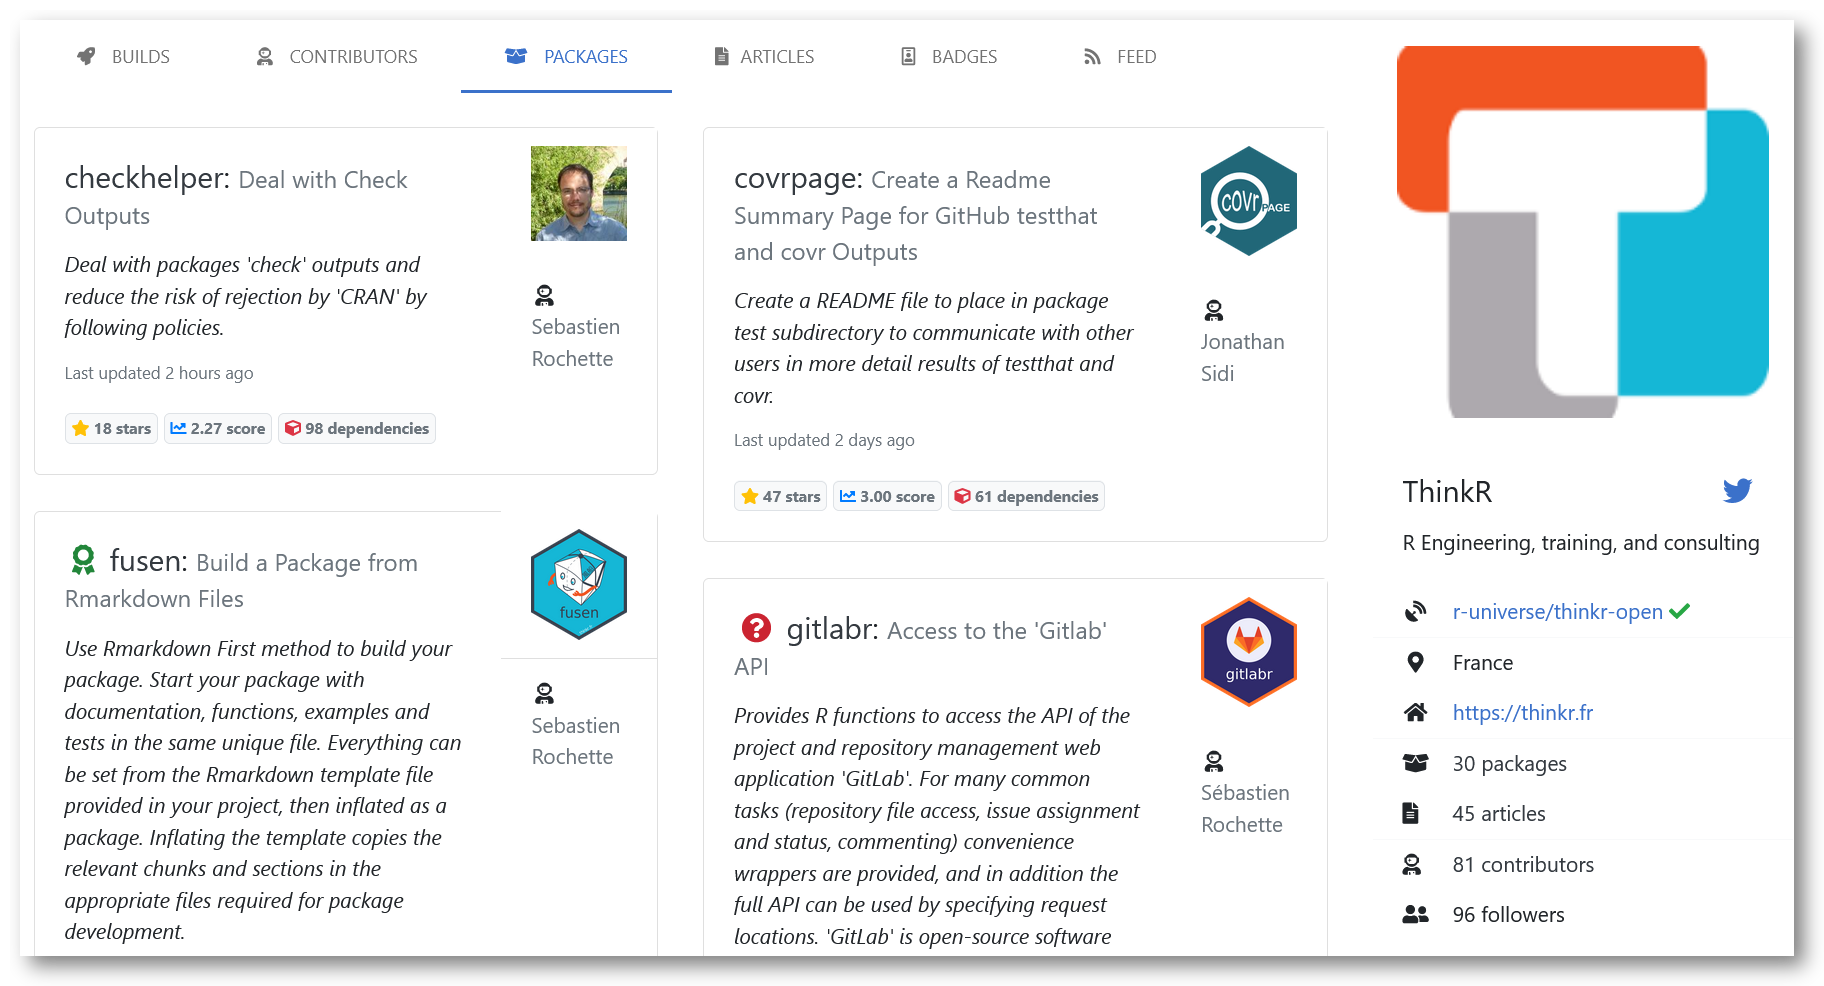 BUILDS CONTRIBUTORS PACKAGES ARTICLES BADGES FEED
checkhelper: Deal with Check
Outputs
Deal with packages 'check' outputs and
reduce the risk of rejection by 'CRAN' by
following policies.
Last updated 2 hours ago
18 stars 2.27 score 98 dependencies
Sebastien
Rochette
fusen: Build a Package from
Rmarkdown Files
Use Rmarkdown First method to build your
package. Start your package with
documentation, functions, examples and
tests in the same unique file. Everything can
be set from the Rmarkdown template file
provided in your project, then inflated as a
package. Inflating the template copies the
relevant chunks and sections in the
appropriate files required for package
development.
fusen
Sebastien
Rochette
covrpage: Create a Readme
Summary Page for GitHub testthat
and covr Outputs
Create a README file to place in package
test subdirectory to communicate with other
users in more detail results of testthat and
covr.
Last updated 2 days ago
47 stars 3.00 score 61 dependencies
covr PAGE
Jonathan
Sidi
gitlabr: Access to the 'Gitlab'
API
Provides R functions to access the API of the
project and repository management web
application 'GitLab'. For many common
tasks (repository file access, issue assignment
and status, commenting) convenience
wrappers are provided, and in addition the
full API can be used by specifying request
locations. 'GitLab' is open-source software
gitlabr
Sébastien
Rochette
ThinkR
R Engineering, training, and consulting
r-universe/thinkr-open
France
https://thinkr.fr
30 packages
45 articles
81 contributors
96 followers